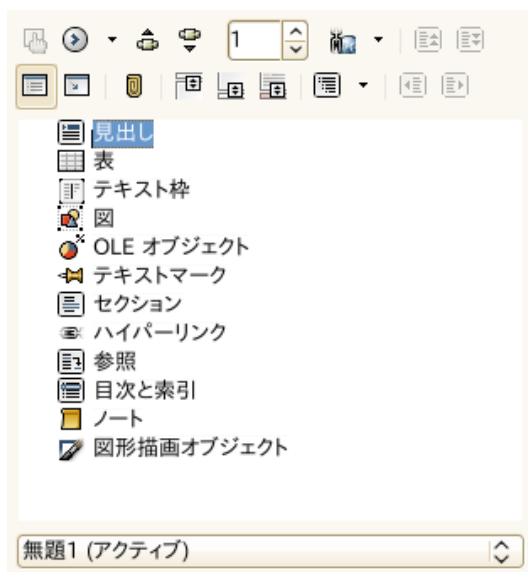 1
見出し
表
テキスト枠
図
OLE オブジェクト
テキストマーク
セクション
ハイパーリンク
参照
目次と索引
ノート
図形描画オブジェクト
無題1 (アクティブ)